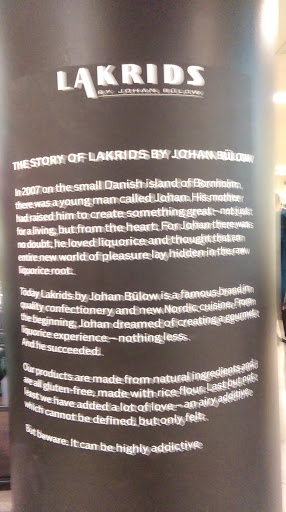 LAKRIDS
BY JOHAN BÜLOW
THE STORY OF LAKRIDS BY JOHAN BÜLOW
In 2007 on the small Danish island of Bornholm,
there was a young man called Johan. His mother
had raised him to create something great – not just
for a living, but from the heart. For Johan there was
no doubt, he loved liquorice and thought that an
entire new world of pleasure lay hidden in the raw
liquorice root.
Today Lakrids by Johan Bülow is a famous brand in
quality confectionery and new Nordic cuisine. From
the beginning, Johan dreamed of creating a gourmet
liquorice experience – nothing less.
And he succeeded.
Our products are made from natural ingredients and
are all gluten-free, made with rice flour. Last but not
least we have added a lot of love – an airy additive,
which cannot be defined, but only felt.
But beware. It can be highly addictive